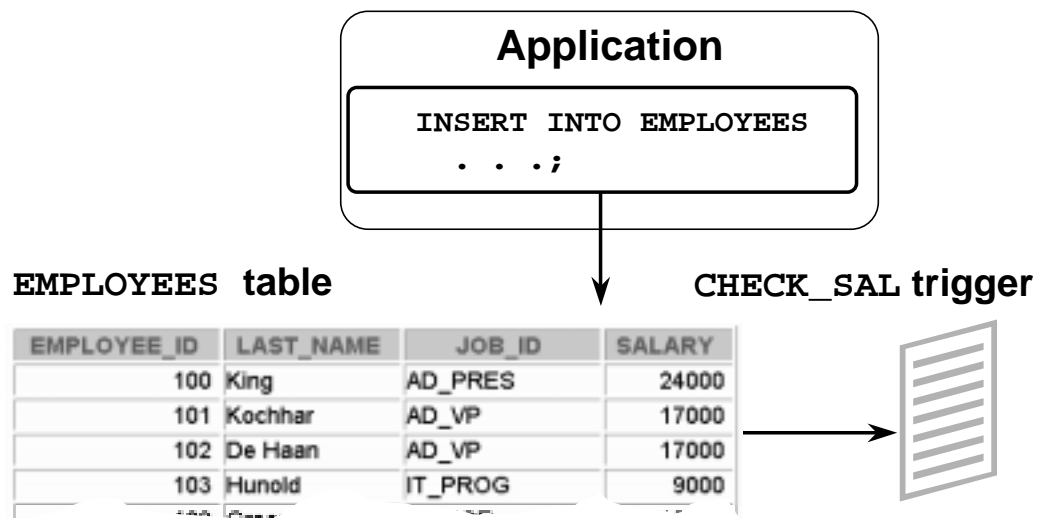 Application
INSERT INTO EMPLOYEES
. . .;
EMPLOYEES table
CHECK_SAL trigger
EMPLOYEE_ID LAST_NAME JOB_ID SALARY
100 King AD_PRES 24000
101 Kochhar AD_VP 17000
102 De Haan AD_VP 17000
103 Hunold IT_PROG 9000